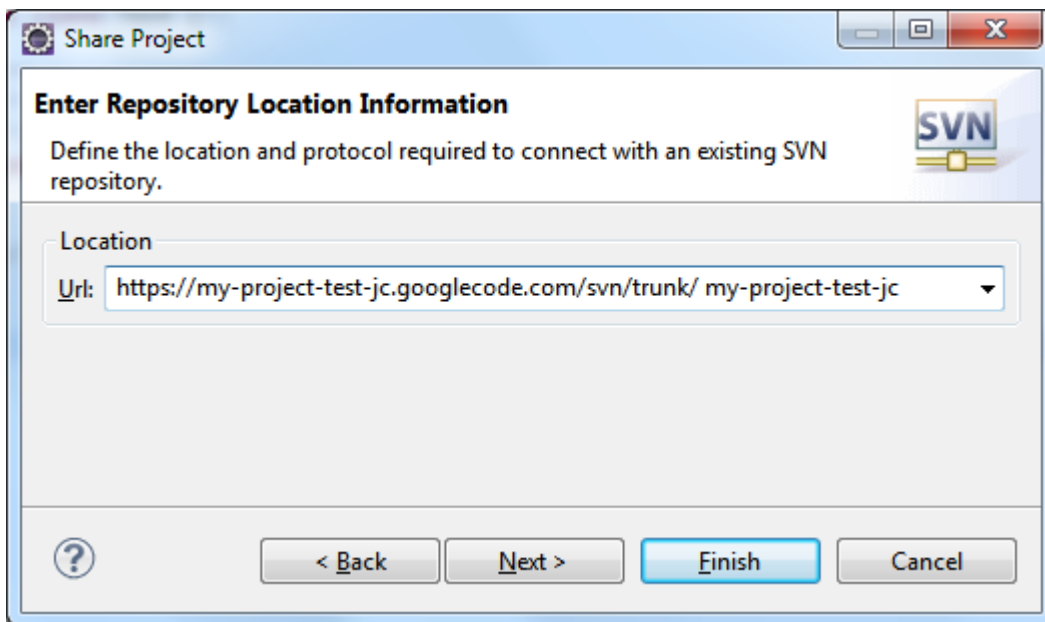 Share Project
Enter Repository Location Information
SVN
Define the location and protocol required to connect with an existing SVN
repository.
Location
Url: https://my-project-test-jc.googlecode.com/svn/trunk/ my-project-test-jc
?
< Back Next > Finish Cancel